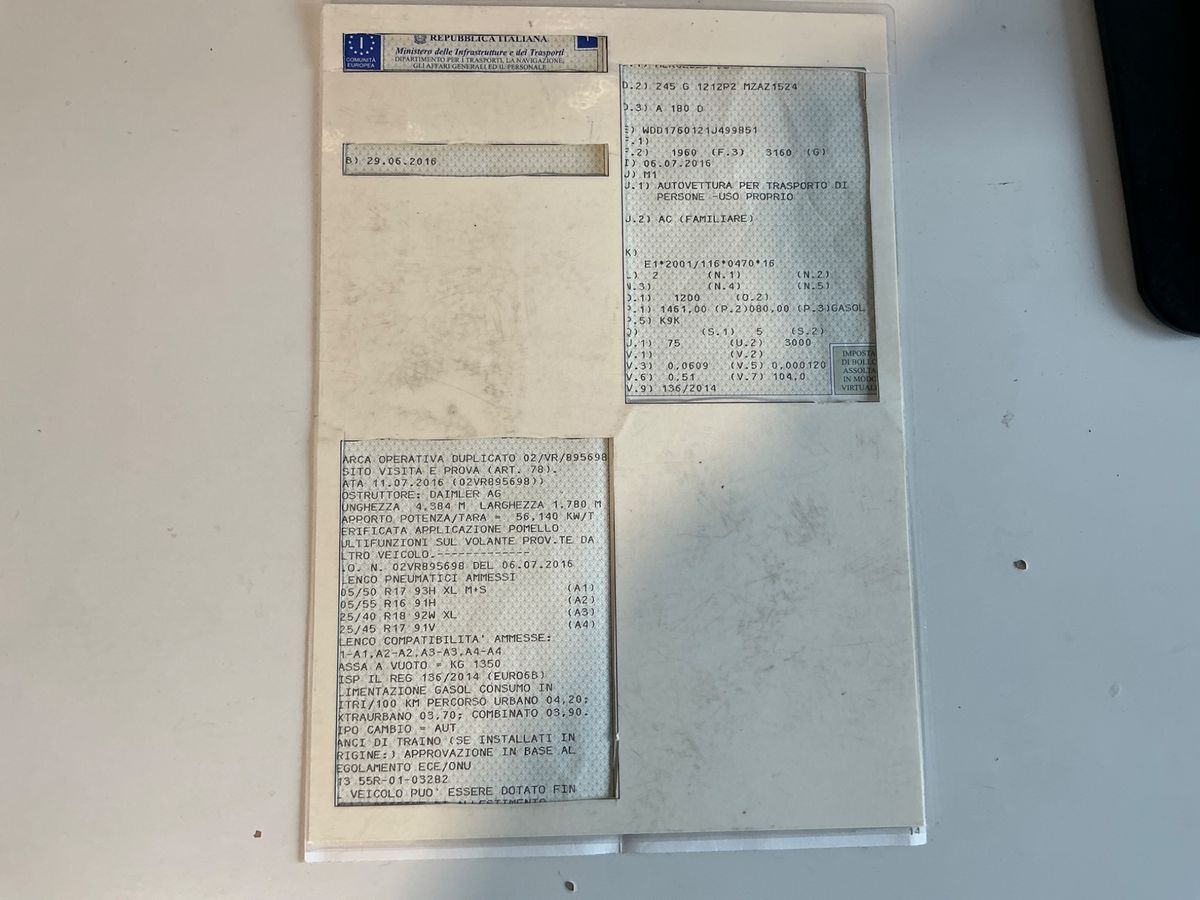 REPUBBLICA ITALIANA
Ministero delle Infrastrutture e dei Trasporti
DIPARTIMENTO PER I TRASPORTI, LA NAVIGAZIONE,
GLI AFFARI GENERALI ED IL PERSONALE
I
COMUNITÀ
EUROPEA
B) 29.06.2016
D.2) 245 G 1212P2 MZAZ1524
D.3) A 180 D
E) WDD1760121J499851
F.1)
F.2) 1960 (F.3) 3160 (G)
I) 06.07.2016
J) M1
J.1) AUTOVETTURA PER TRASPORTO DI
PERSONE -USO PROPRIO
J.2) AC (FAMILIARE)
K)
E1*2001/116*0470*16
L) 2 (N.1) (N.2)
N.3) (N.4) (N.5)
O.1) 1200 (O.2)
P.1) 1461,00 (P.2)080,00 (P.3)GASOL
P.5) K9K
Q) (S.1) 5 (S.2)
U.1) 75 (U.2) 3000
V.1) (V.2)
V.3) 0,0609 (V.5) 0,000120
V.6) 0,51 (V.7) 104,0
V.9) 136/2014
IMPOSTA
DI BOLLO
ASSOLTA
IN MODO
VIRTUAL
ARCA OPERATIVA DUPLICATO 02/VR/895698
SITO VISITA E PROVA (ART. 78).
ATA 11.07.2016 (02VR895698))
OSTRUTTORE: DAIMLER AG
UNGHEZZA 4,384 M LARGHEZZA 1,780 M
APPORTO POTENZA/TARA = 56,140 KW/T
ERIFICATA APPLICAZIONE POMELLO
ULTIFUNZIONI SUL VOLANTE PROV.TE DA
LTRO VEICOLO.-------------
.O. N. 02VR895698 DEL 06.07.2016
LENCO PNEUMATICI AMMESSI
05/50 R17 93H XL M+S (A1)
05/55 R16 91H (A2)
25/40 R18 92W XL (A3)
25/45 R17 91V (A4)
LENCO COMPATIBILITA' AMMESSE:
1-A1,A2-A2,A3-A3,A4-A4
ASSA A VUOTO = KG 1350
ISP IL REG 136/2014 (EURO6B)
LIMENTAZIONE GASOL CONSUMO IN
ITRI/100 KM PERCORSO URBANO 04,20;
XTRAURBANO 03,70; COMBINATO 03,90.
IPO CAMBIO = AUT
ANCI DI TRAINO (SE INSTALLATI IN
RIGINE:) APPROVAZIONE IN BASE AL
EGOLAMENTO ECE/ONU
13 55R-01-03282
VEICOLO PUO' ESSERE DOTATO FIN
14